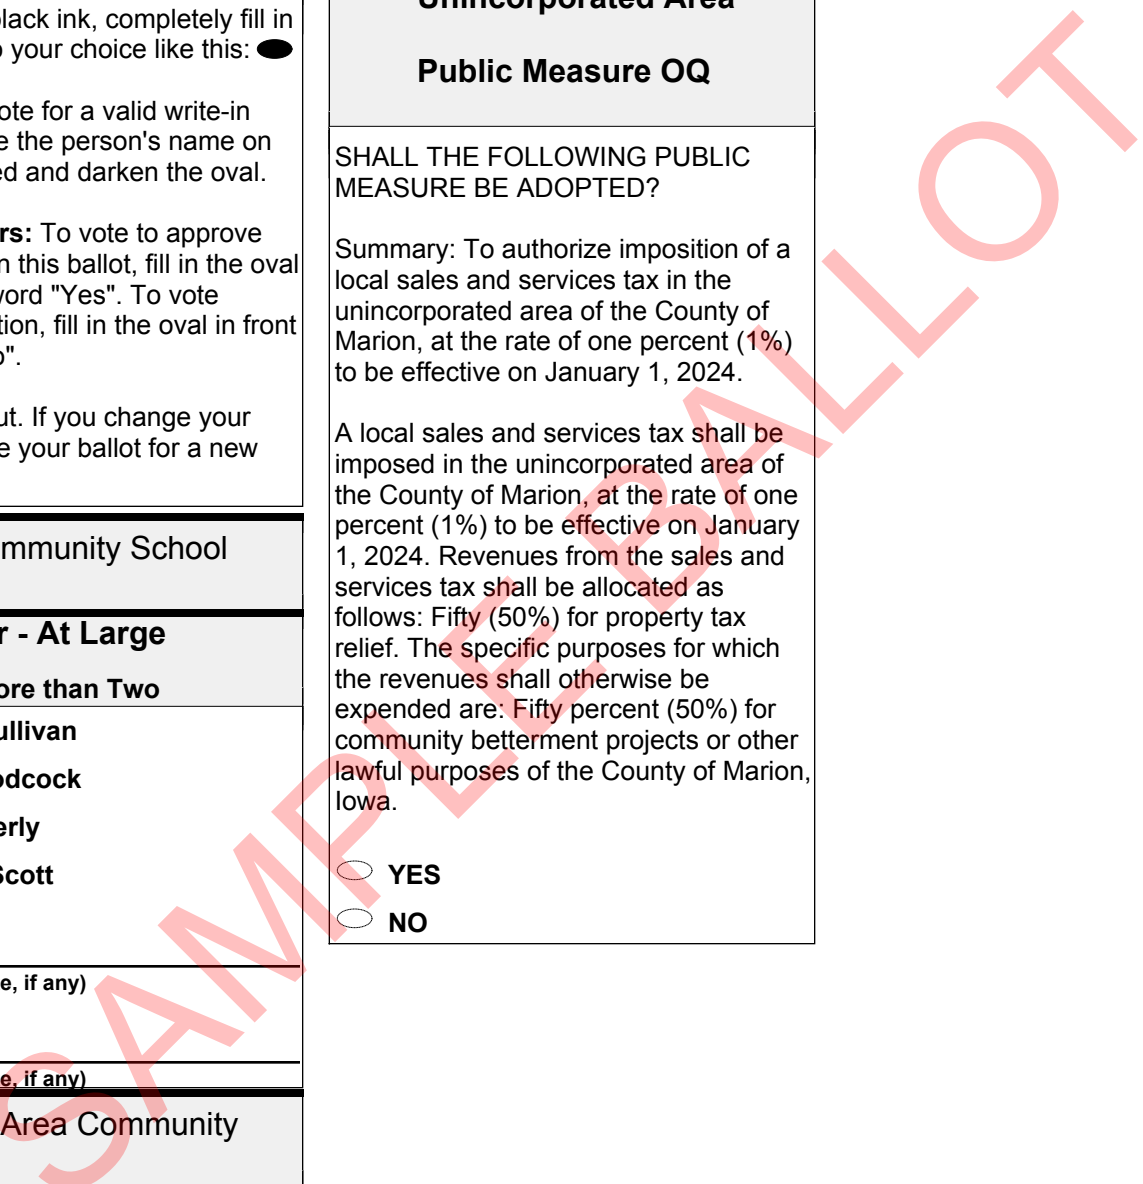 lack ink, completely fill in
your choice like this:
ote for a valid write-in
e the person's name on
ed and darken the oval.
rs: To vote to approve
n this ballot, fill in the oval
word "Yes". To vote
tion, fill in the oval in front
o".
ut. If you change your
e your ballot for a new
mmunity School
r - At Large
ore than Two
ullivan
odcock
erly
Scott
e, if any)
e, if any)
Area Community
Unincorporated Area
Public Measure OQ
SHALL THE FOLLOWING PUBLIC
MEASURE BE ADOPTED?
Summary: To authorize imposition of a
local sales and services tax in the
unincorporated area of the County of
Marion, at the rate of one percent (1%)
to be effective on January 1, 2024.
A local sales and services tax shall be
imposed in the unincorporated area of
the County of Marion, at the rate of one
percent (1%) to be effective on January
1, 2024. Revenues from the sales and
services tax shall be allocated as
follows: Fifty (50%) for property tax
relief. The specific purposes for which
the revenues shall otherwise be
expended are: Fifty percent (50%) for
community betterment projects or other
lawful purposes of the County of Marion,
Iowa.
YES
NO
SAMPLE BALLOT